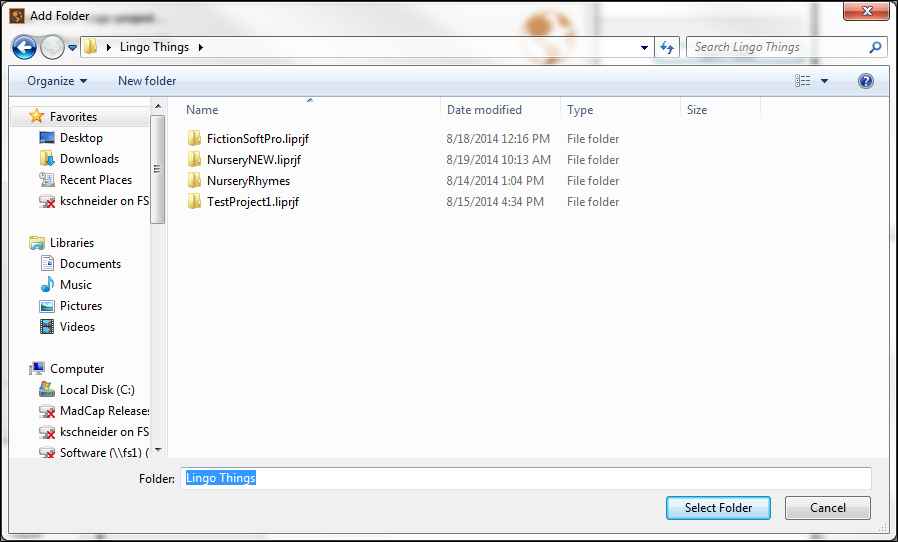 Add Folder
Lingo Things
Search Lingo Things
Organize New folder
Favorites
Desktop
Downloads
Recent Places
kschneider on FS
Libraries
Documents
Music
Pictures
Videos
Computer
Local Disk (C:)
MadCap Releases
kschneider on FS
Software (\\fs1) (
Name Date modified Type Size
FictionSoftPro.liprjf 8/18/2014 12:16 PM File folder
NurseryNEW.liprjf 8/19/2014 10:13 AM File folder
NurseryRhymes 8/14/2014 1:04 PM File folder
TestProject1.liprjf 8/15/2014 4:34 PM File folder
Folder: Lingo Things
Select Folder Cancel